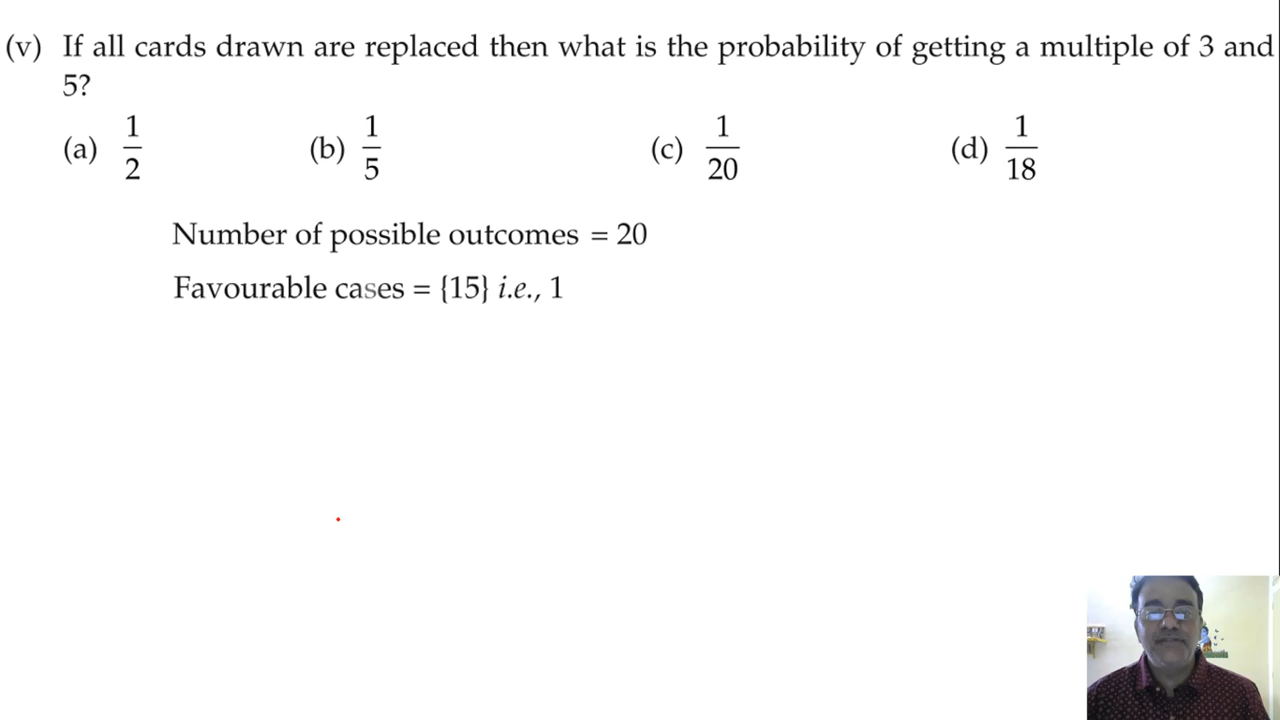 (v) If all cards drawn are replaced then what is the probability of getting a multiple of 3 and
5?
(a) 1/2 (b) 1/5 (c) 1/20 (d) 1/18
Number of possible outcomes = 20
Favourable cases = {15} i.e., 1